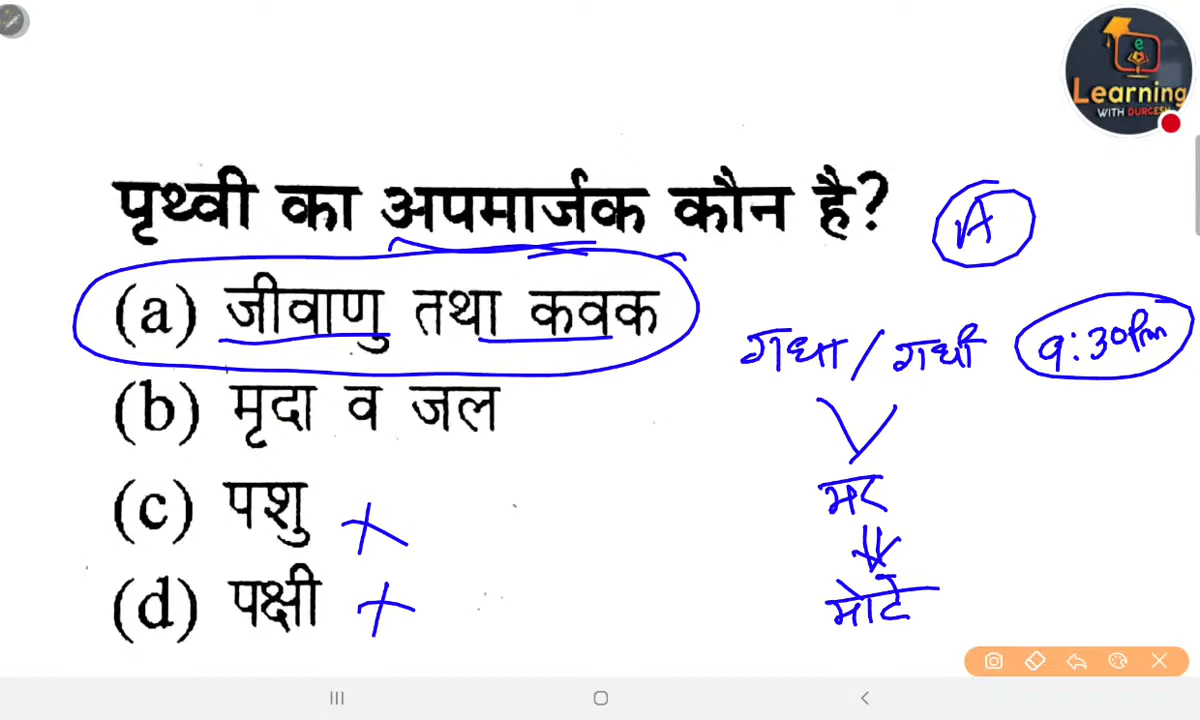 e
Learning
WITH DURGESH
पृथ्वी का अपमार्जक कौन है?
A
(a) जीवाणु तथा कवक
गधा / गधी
9:30Pm
(b) मृदा व जल
(c) पशु
मर
(d) पक्षी
मोटे